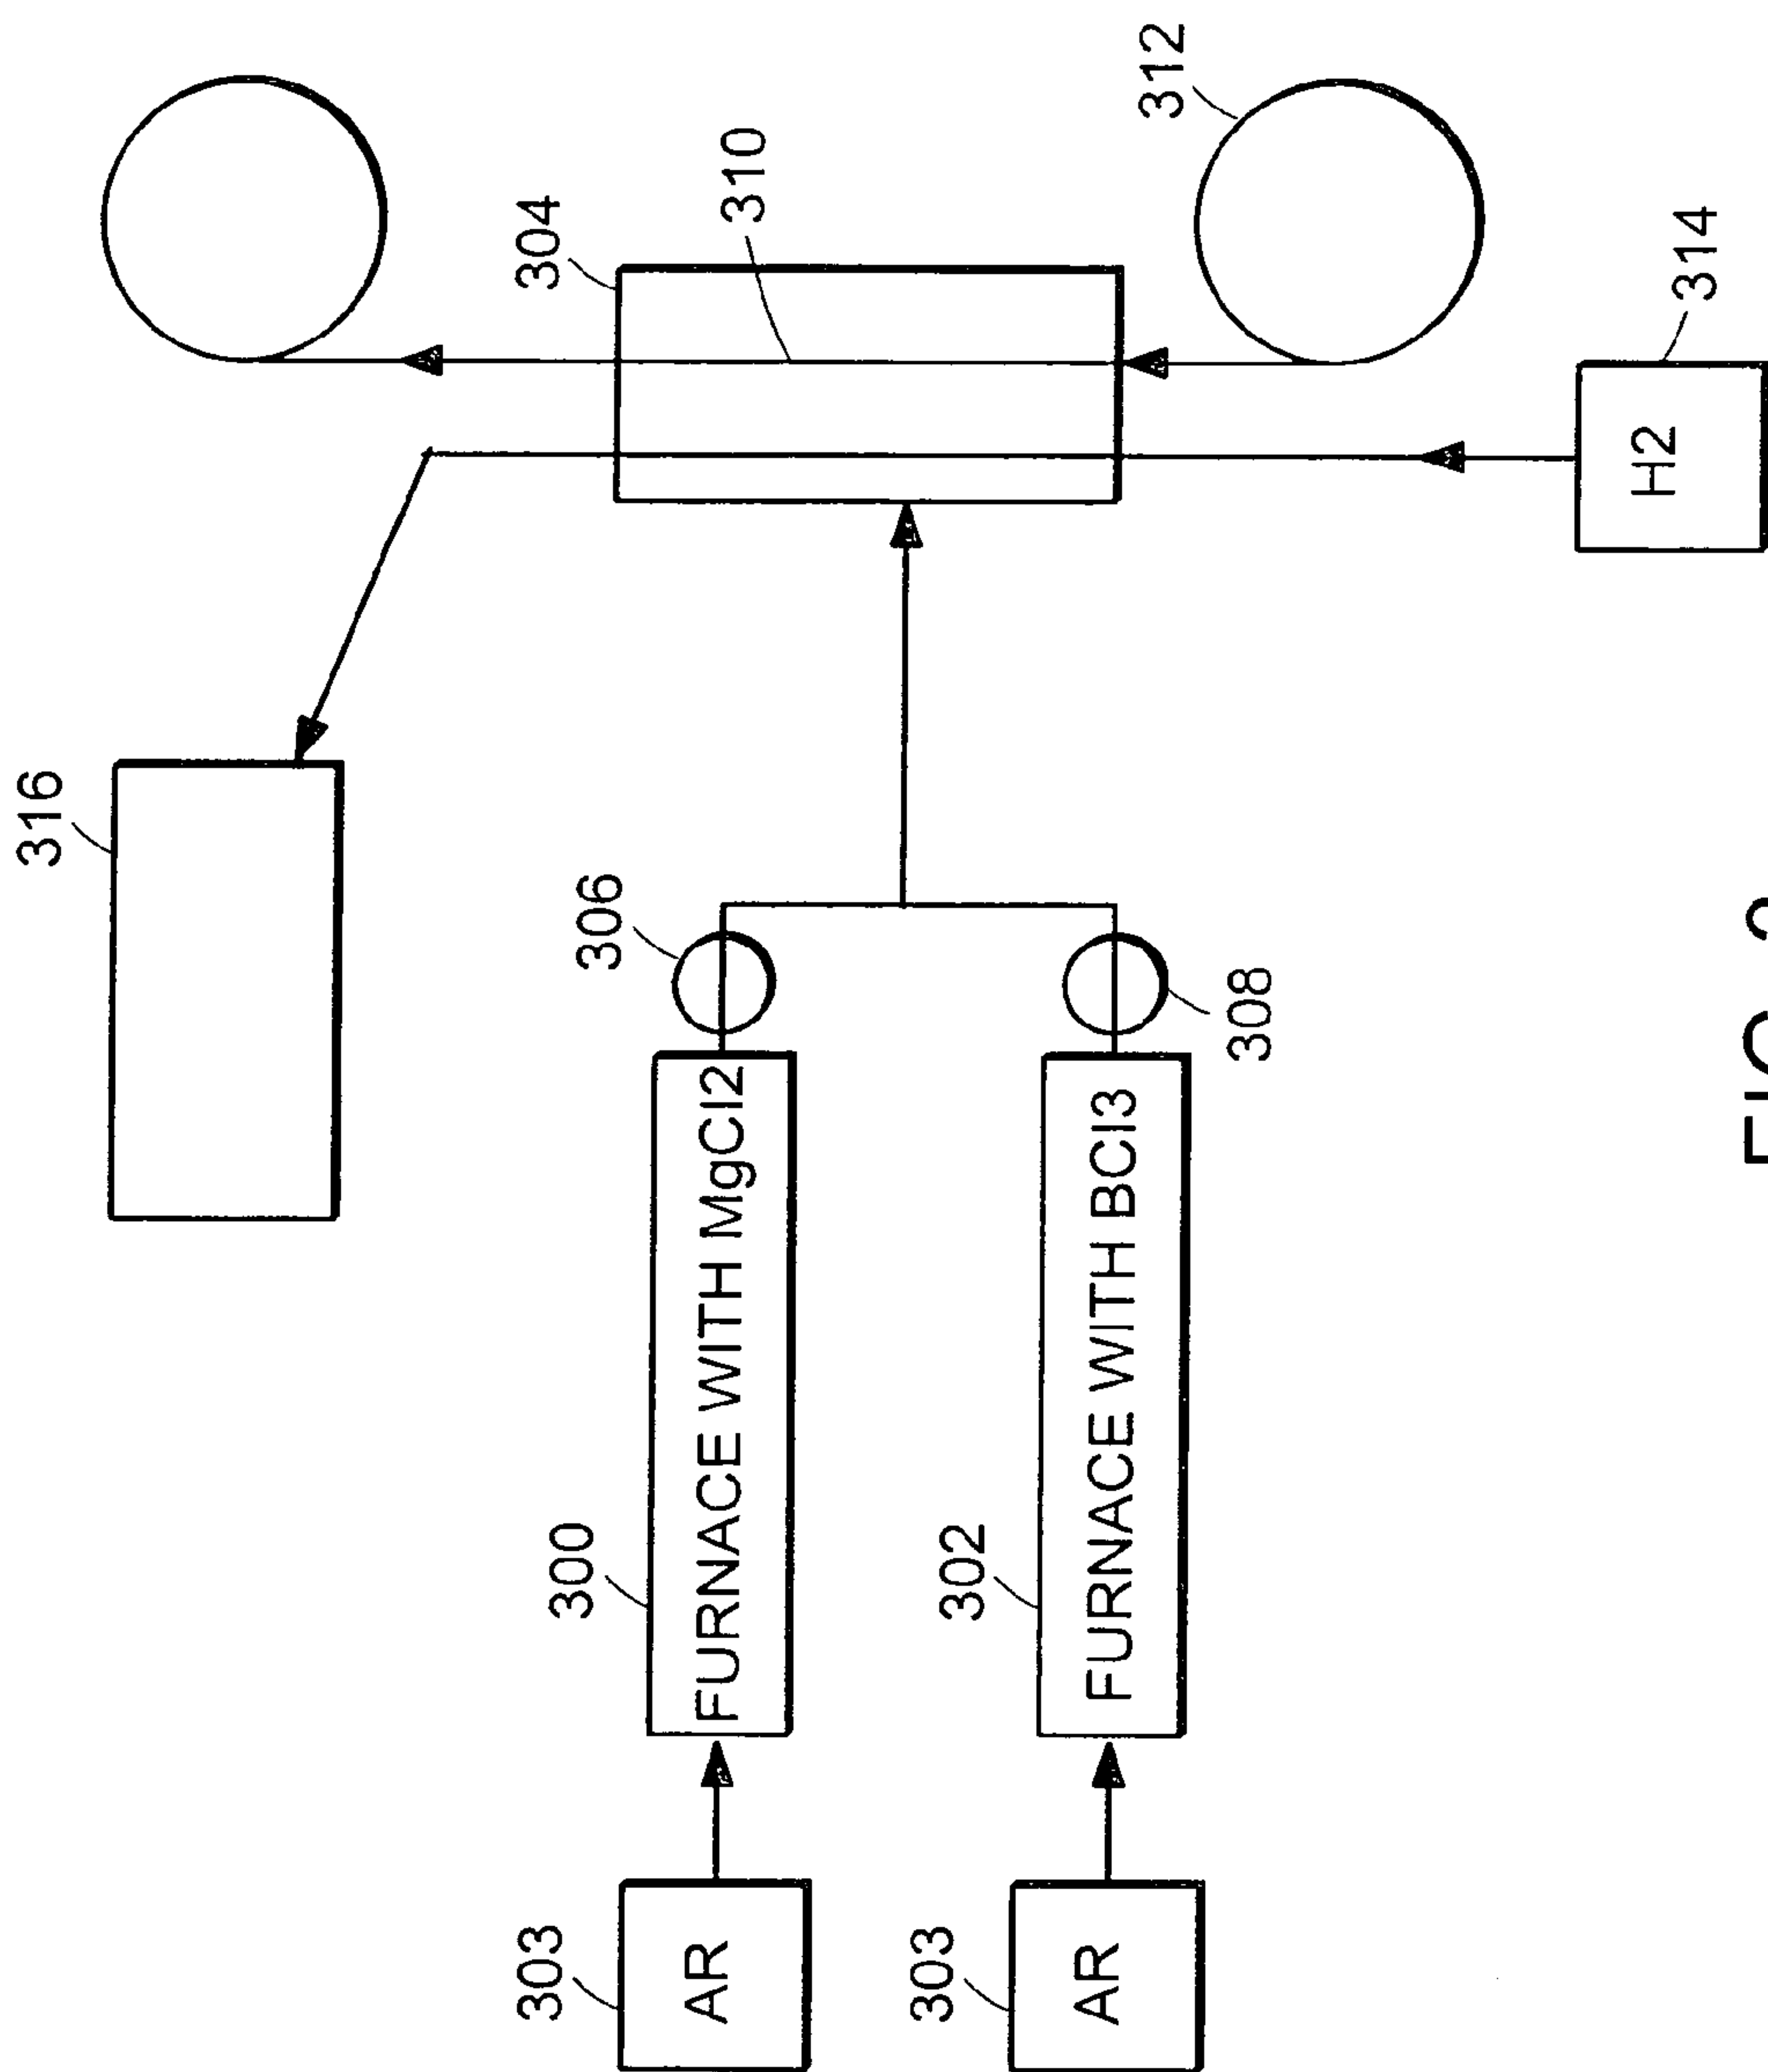 312
310
304
314
H2
316
306
308
FURNACE WITH MgCl2
300
FURNACE WITH BCl3
302
303
AR
303
AR